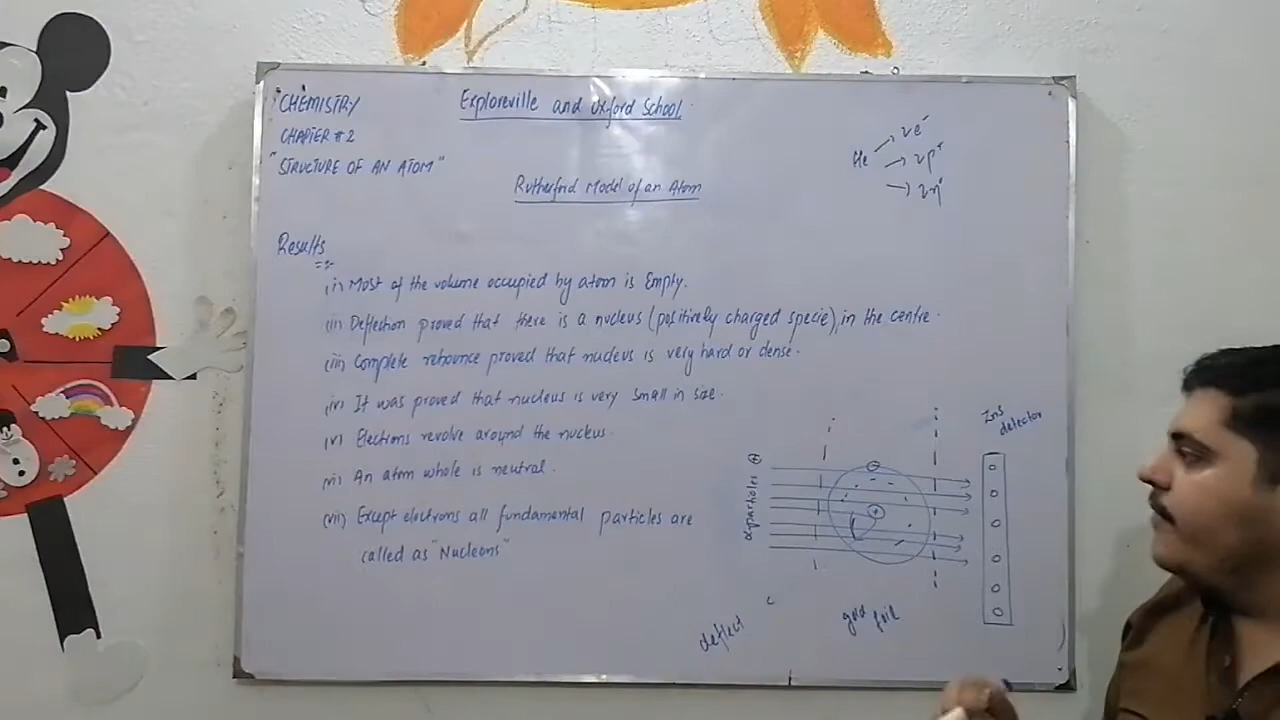 CHEMISTRY
Exploreville and Oxford School
CHAPTER # 2
"STRUCTURE OF AN ATOM"
Rutherford Model of an Atom
He → 2e⁻
→ 2p⁺
→ 2n⁰
Results
(i) Most of the volume occupied by atom is Empty.
(ii) Deflection proved that there is a nucleus (positively charged specie), in the centre.
(iii) Complete rebounce proved that nucleus is very hard or dense.
(iv) It was proved that nucleus is very small in size.
(v) Electrons revolve around the nucleus.
(vi) An atom whole is neutral.
(vii) Except electrons all fundamental particles are
called as "Nucleons"
ZnS
detector
α-particles ⊕
gold foil
deflect